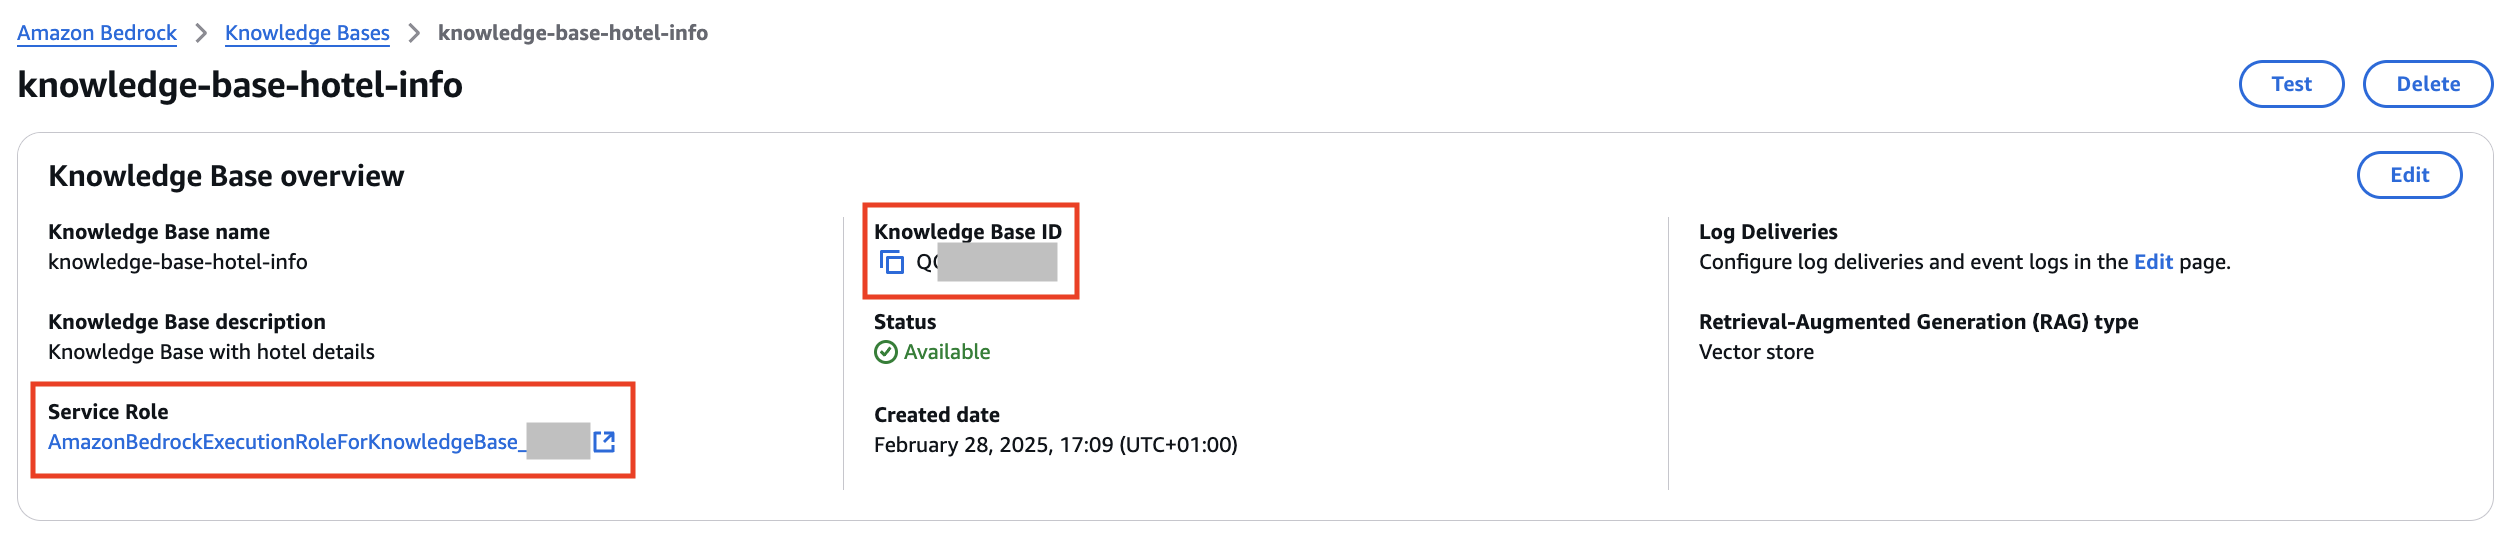 Amazon Bedrock > Knowledge Bases > knowledge-base-hotel-info
knowledge-base-hotel-info
Test
Delete
Knowledge Base overview
Edit
Knowledge Base name
knowledge-base-hotel-info
Knowledge Base description
Knowledge Base with hotel details
Service Role
AmazonBedrockExecutionRoleForKnowledgeBase_
Knowledge Base ID
Status
Available
Created date
February 28, 2025, 17:09 (UTC+01:00)
Log Deliveries
Configure log deliveries and event logs in the Edit page.
Retrieval-Augmented Generation (RAG) type
Vector store